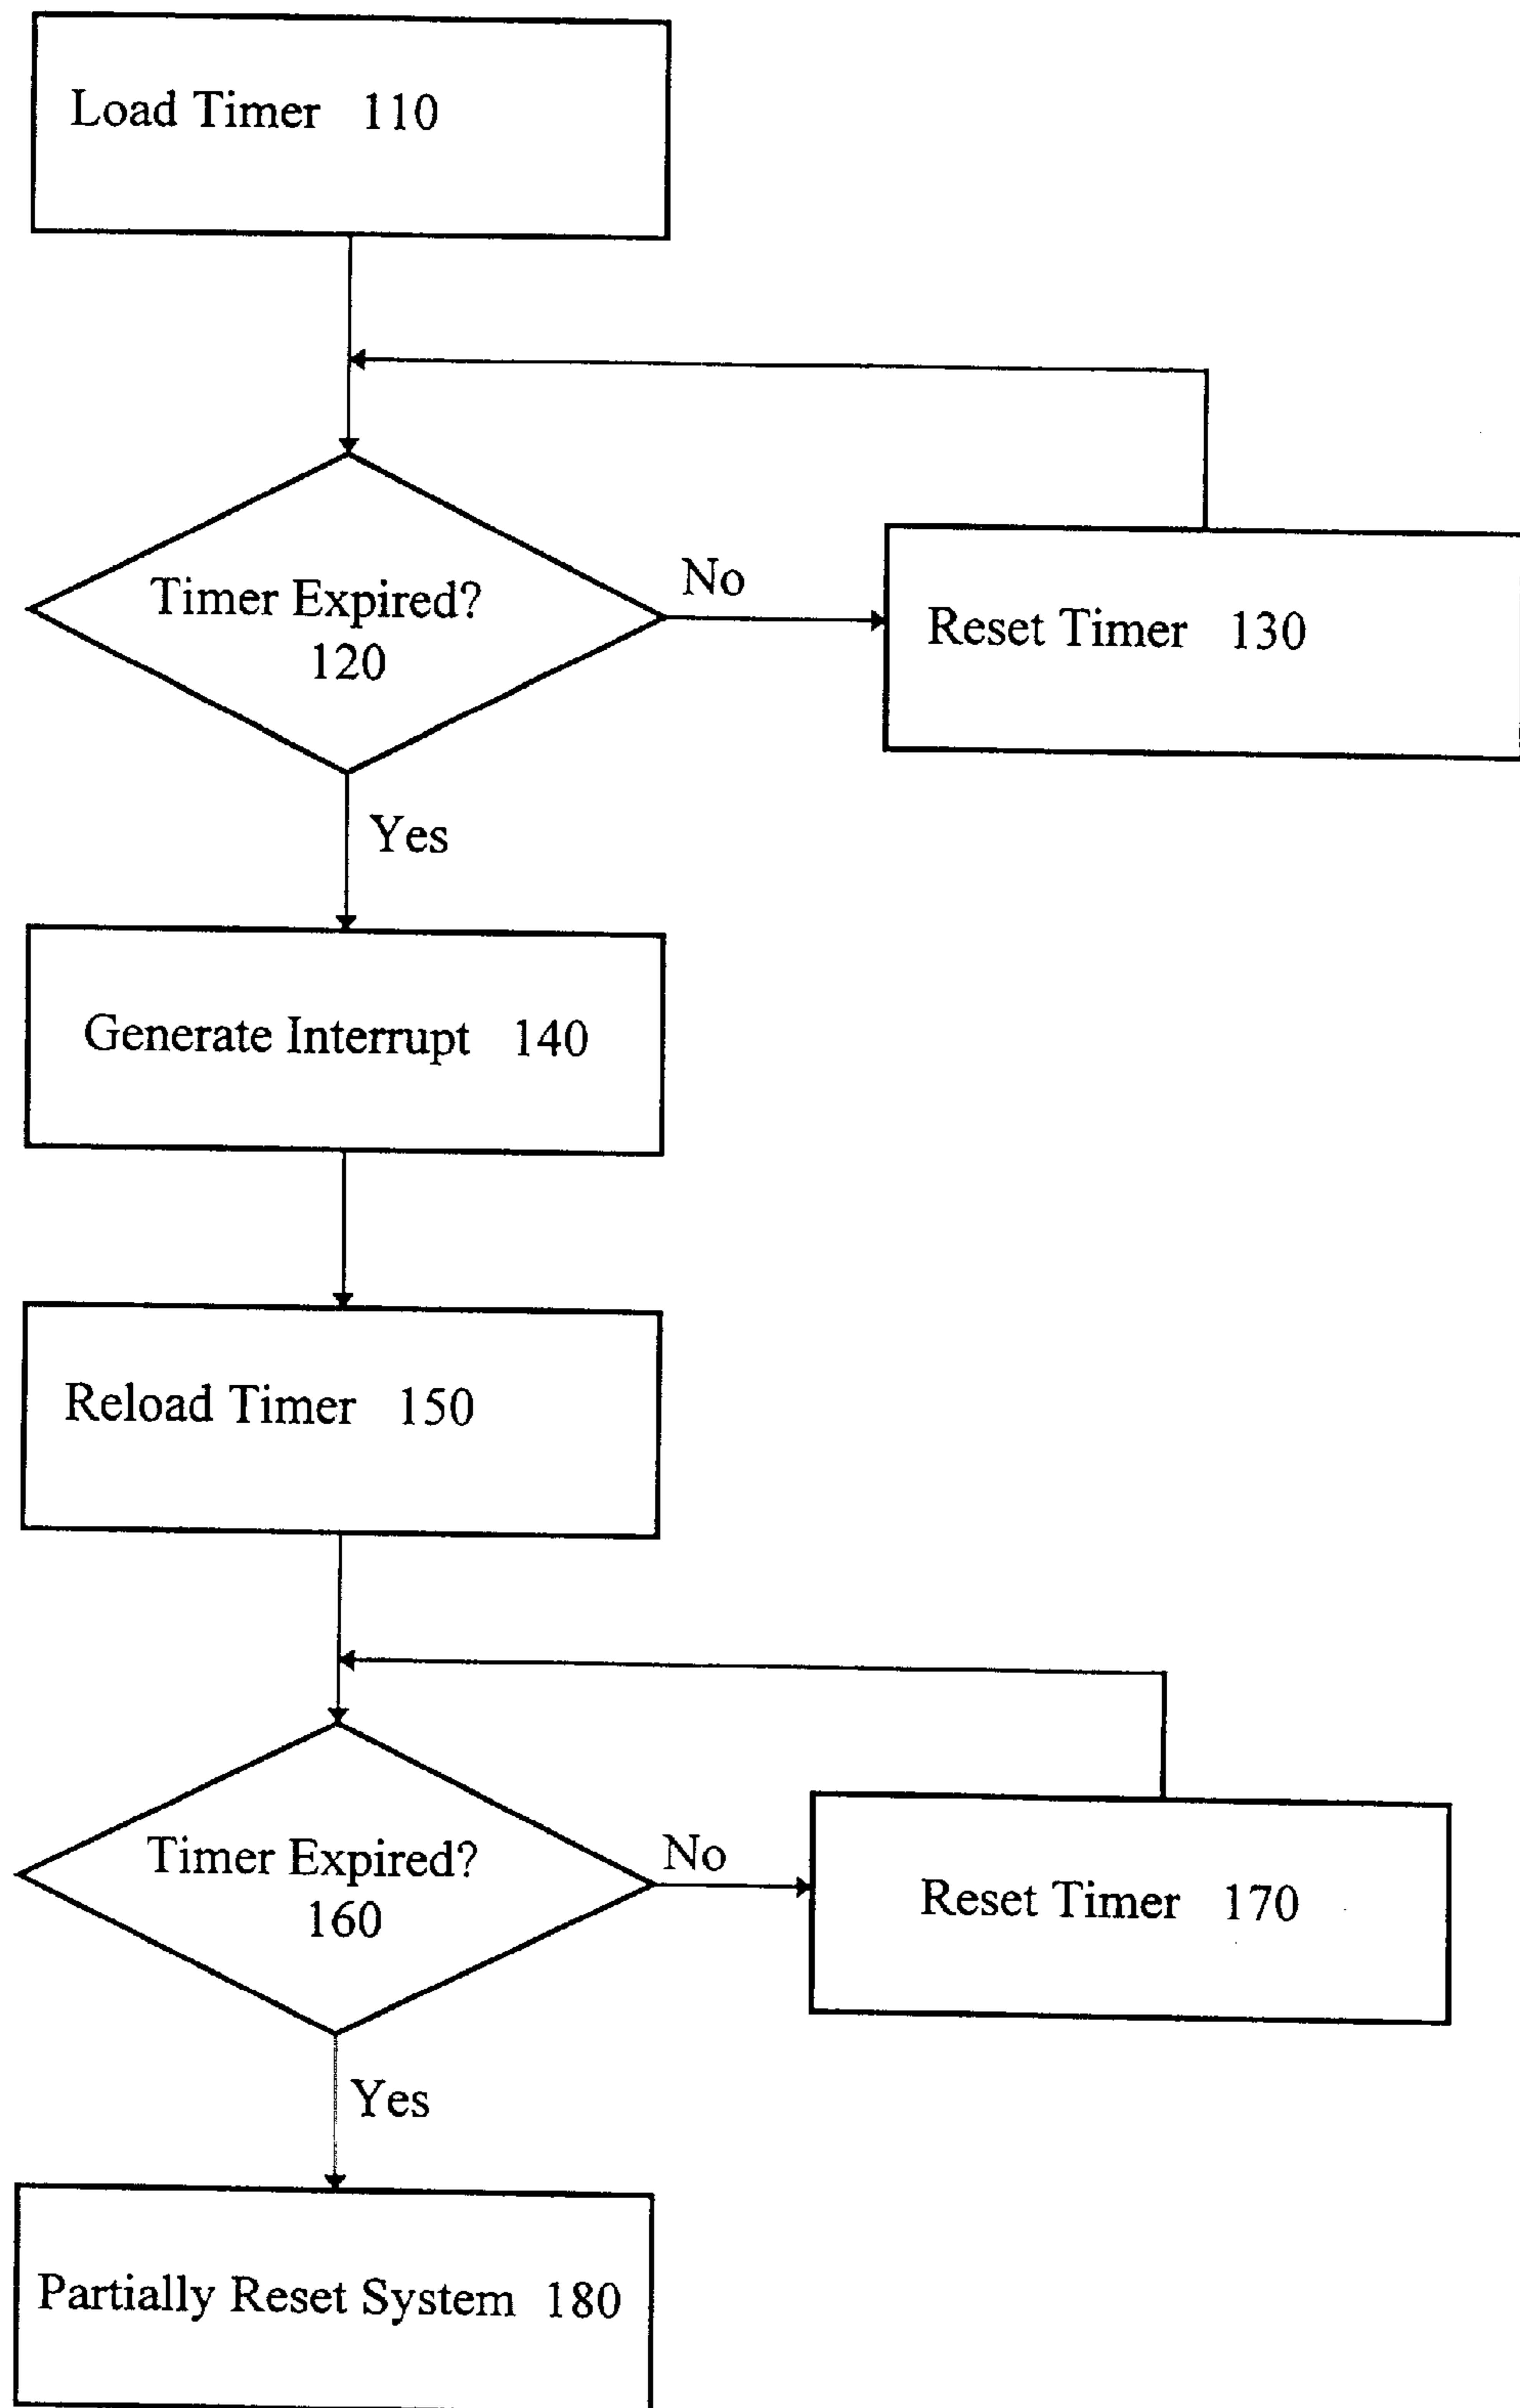 Load Timer 110
Timer Expired?
120
No
Reset Timer 130
Yes
Generate Interrupt 140
Reload Timer 150
Timer Expired?
160
No
Reset Timer 170
Yes
Partially Reset System 180